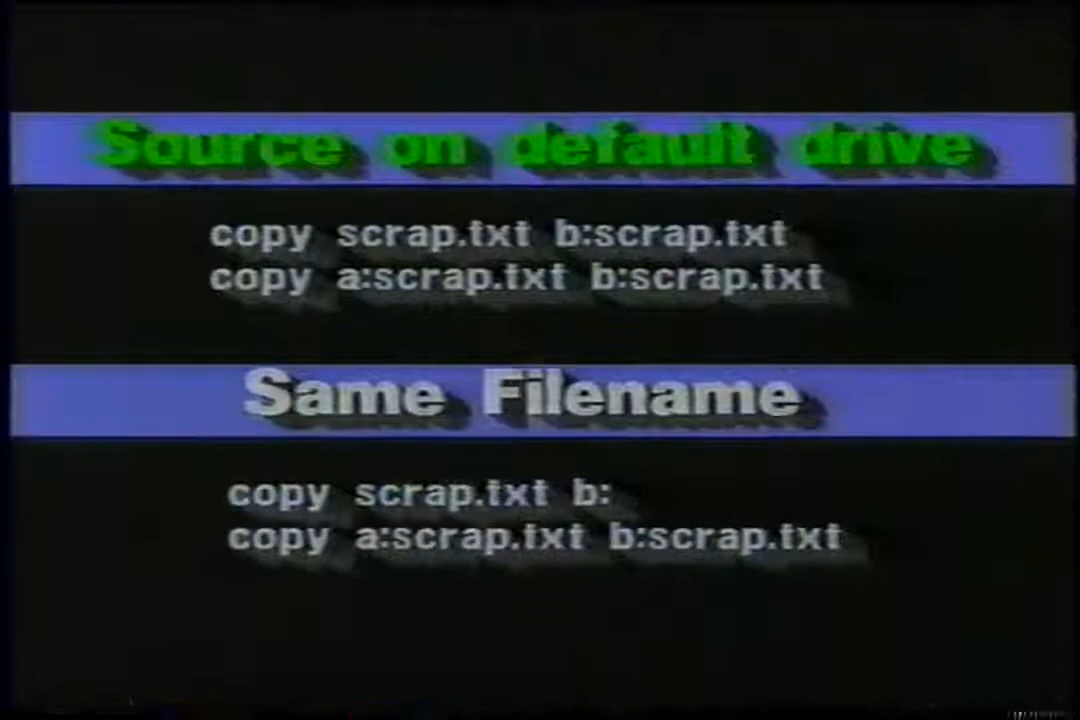 Source on default drive
copy scrap.txt b:scrap.txt
copy a:scrap.txt b:scrap.txt
Same Filename
copy scrap.txt b:
copy a:scrap.txt b:scrap.txt